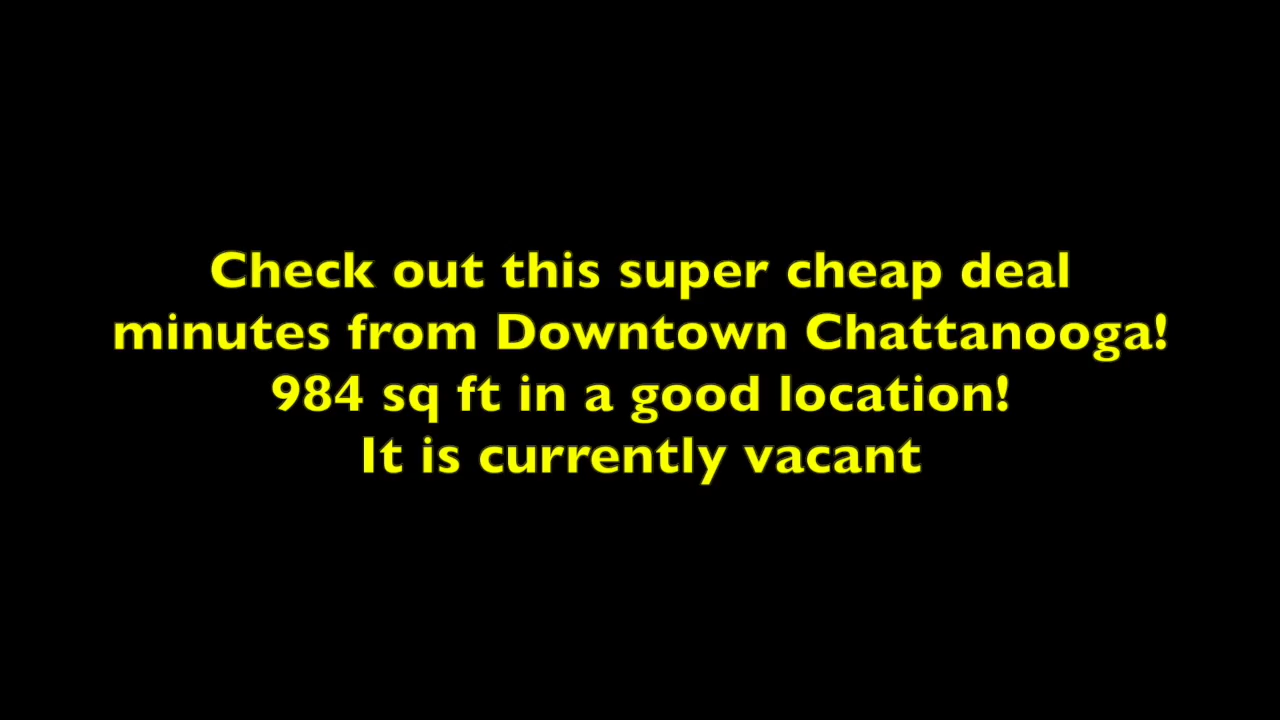 Check out this super cheap deal
minutes from Downtown Chattanooga!
984 sq ft in a good location!
It is currently vacant